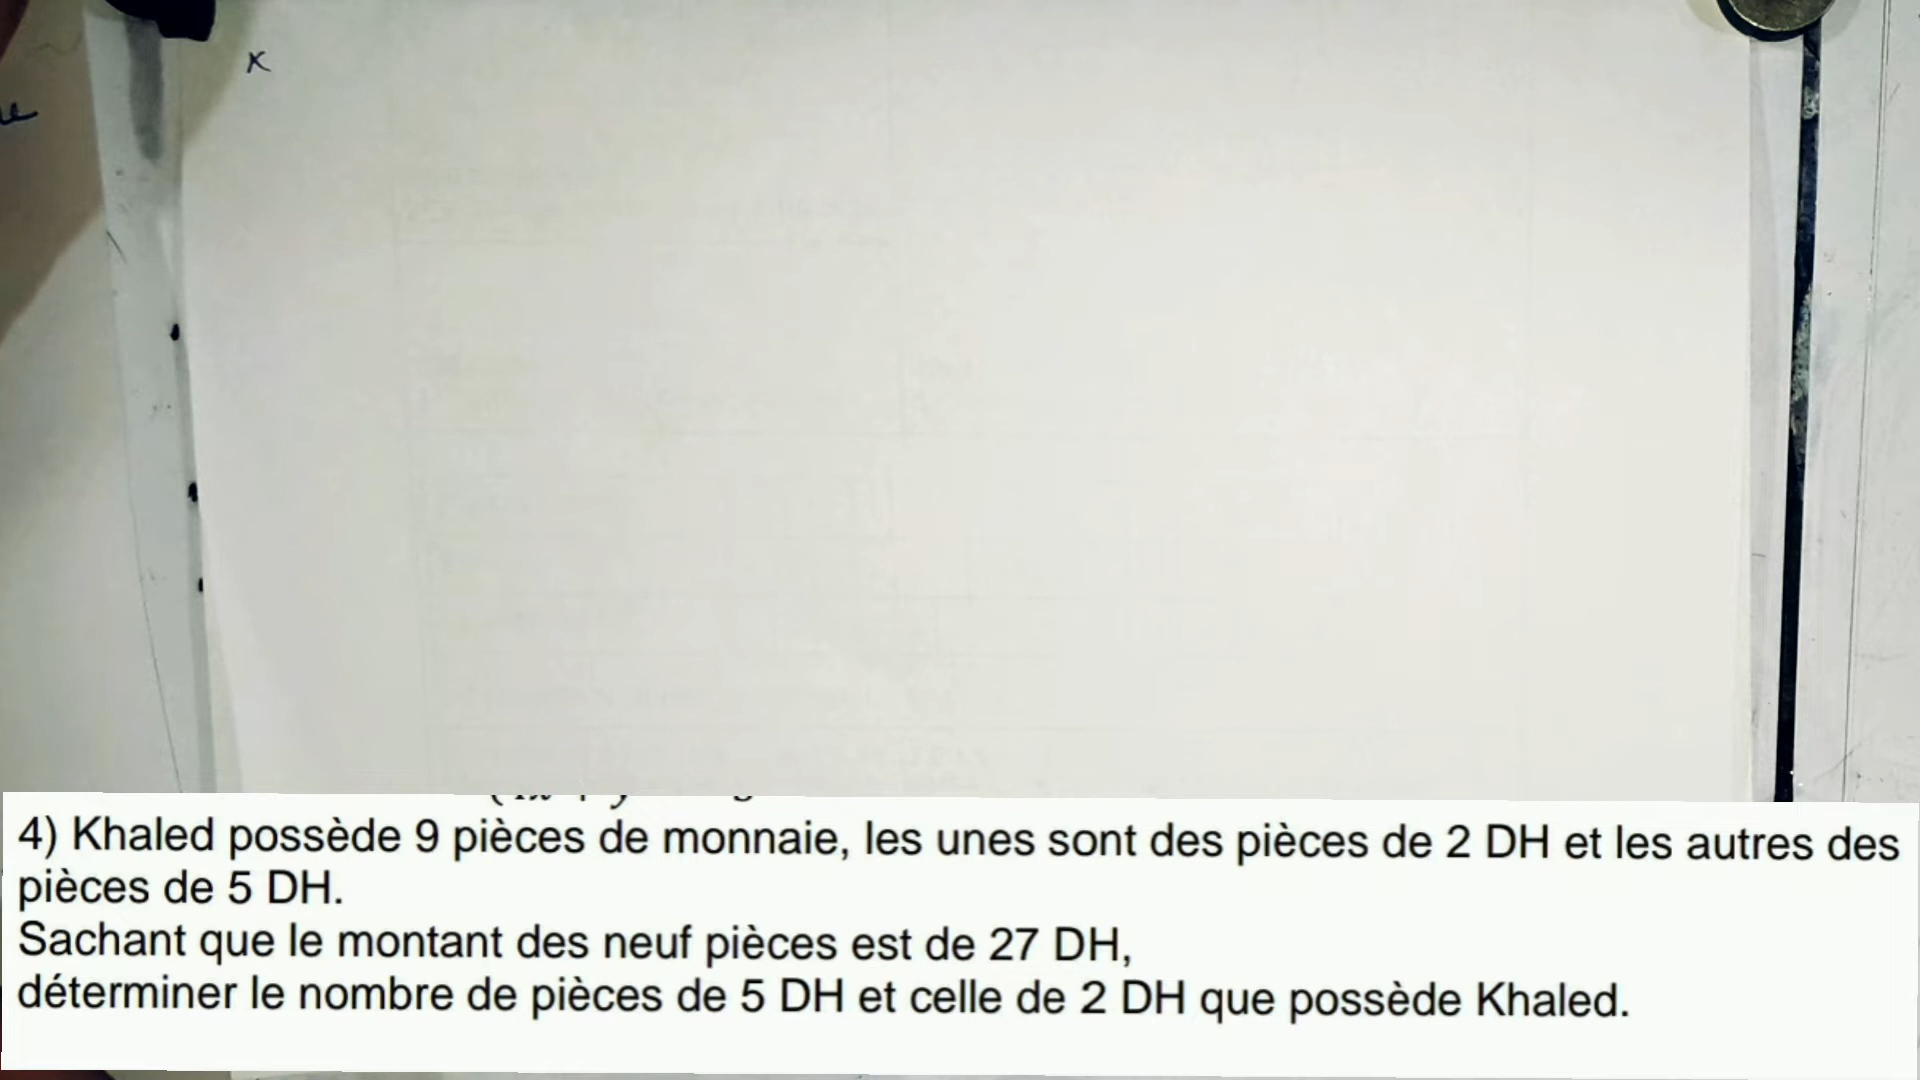 K
4) Khaled possède 9 pièces de monnaie, les unes sont des pièces de 2 DH et les autres des
pièces de 5 DH.
Sachant que le montant des neuf pièces est de 27 DH,
déterminer le nombre de pièces de 5 DH et celle de 2 DH que possède Khaled.